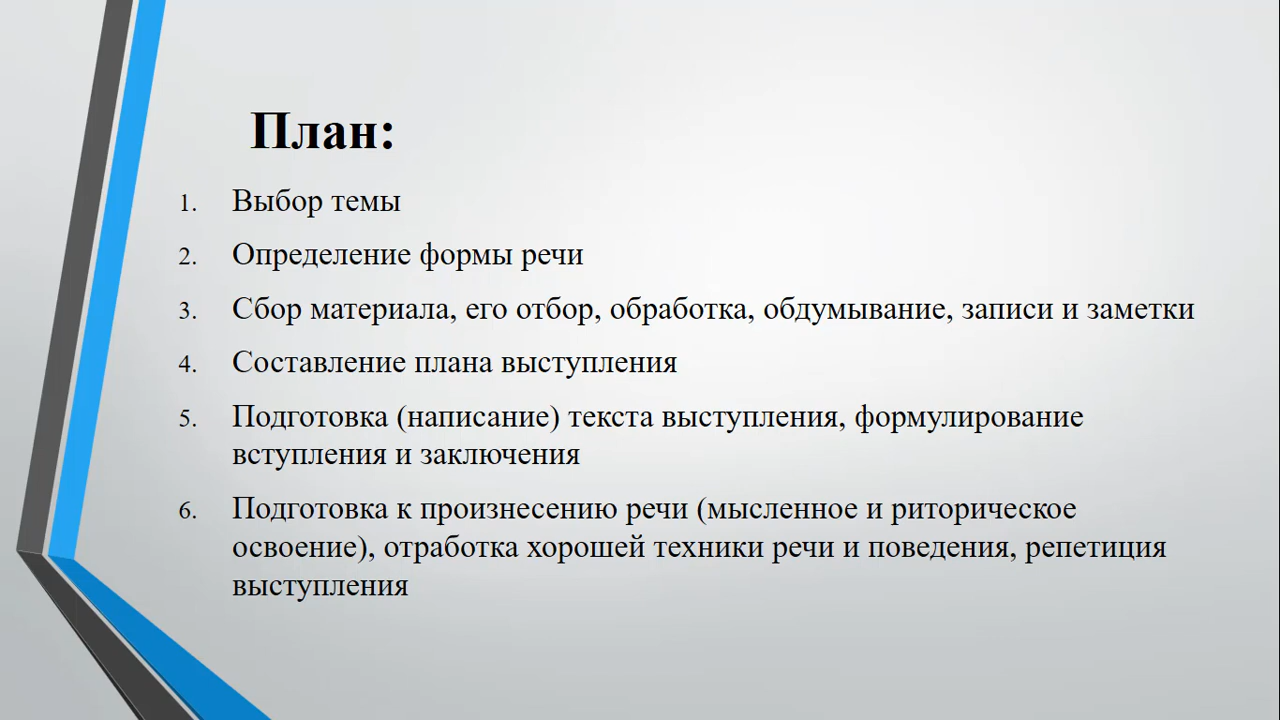 План:
1. Выбор темы
2. Определение формы речи
3. Сбор материала, его отбор, обработка, обдумывание, записи и заметки
4. Составление плана выступления
5. Подготовка (написание) текста выступления, формулирование
вступления и заключения
6. Подготовка к произнесению речи (мысленное и риторическое
освоение), отработка хорошей техники речи и поведения, репетиция
выступления